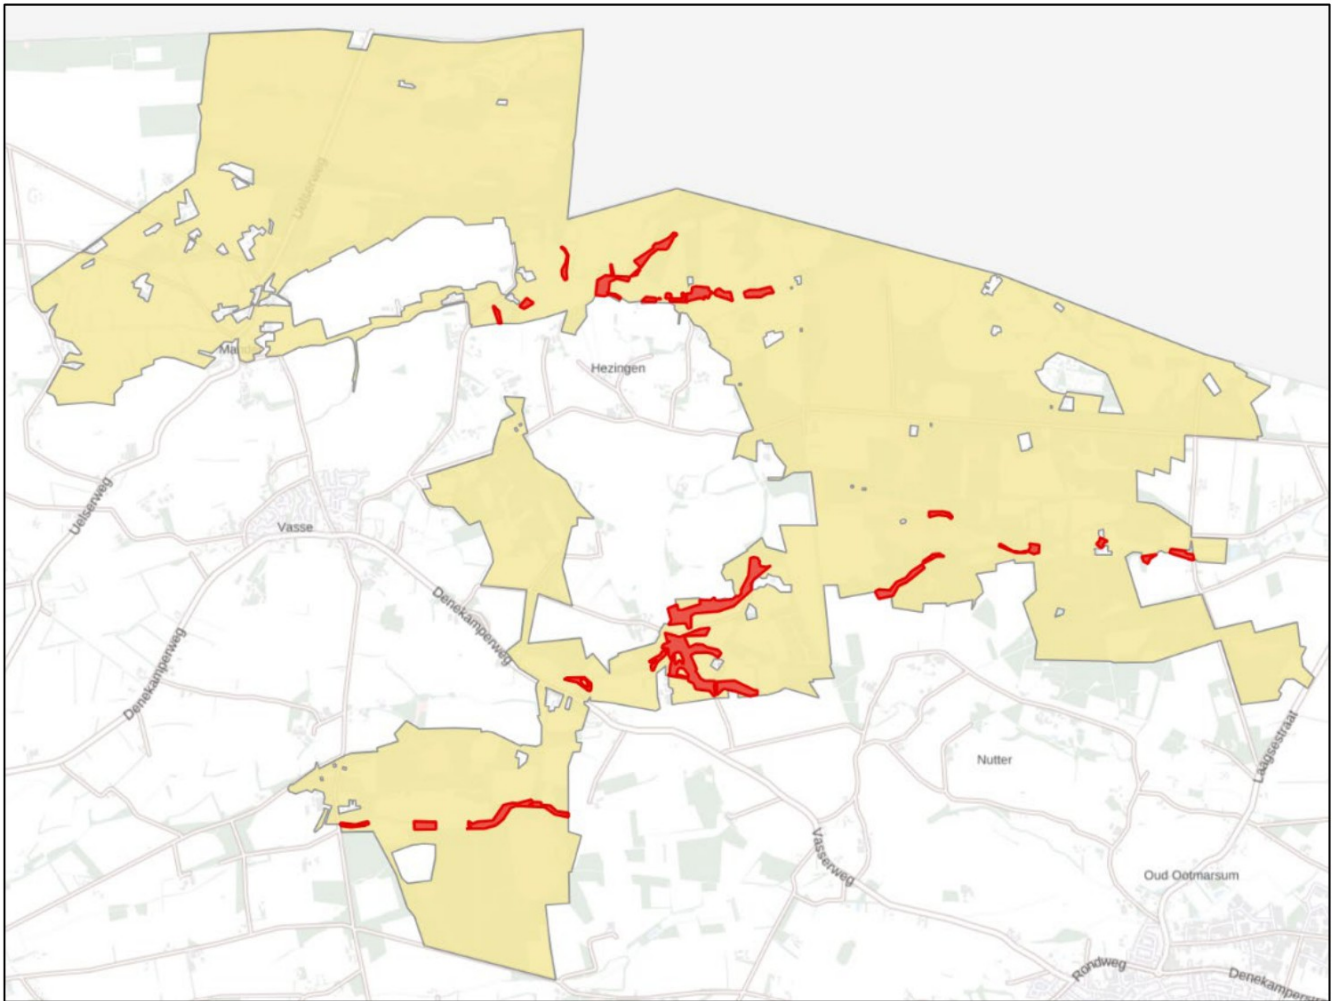 Uelserweg
Hezingen
Uelserweg
Vasse
Denekamperweg
Denekamperweg
Nutter
Laagsestraat
Vasserweg
Oud Ootmarsum
Rondweg